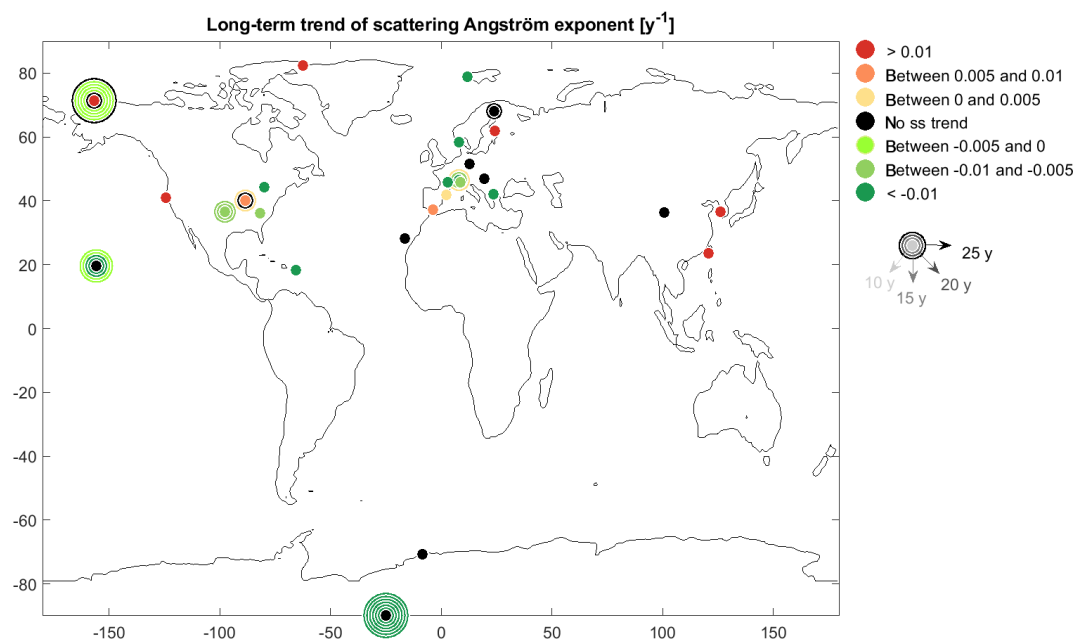 Long-term trend of scattering Angström exponent [y-1]
80
60
40
20
0
-20
-40
-60
-80
-150
-100
-50
0
50
100
150
> 0.01
Between 0.005 and 0.01
Between 0 and 0.005
No ss trend
Between -0.005 and 0
Between -0.01 and -0.005
< -0.01
25 y
20 y
15 y
10 y